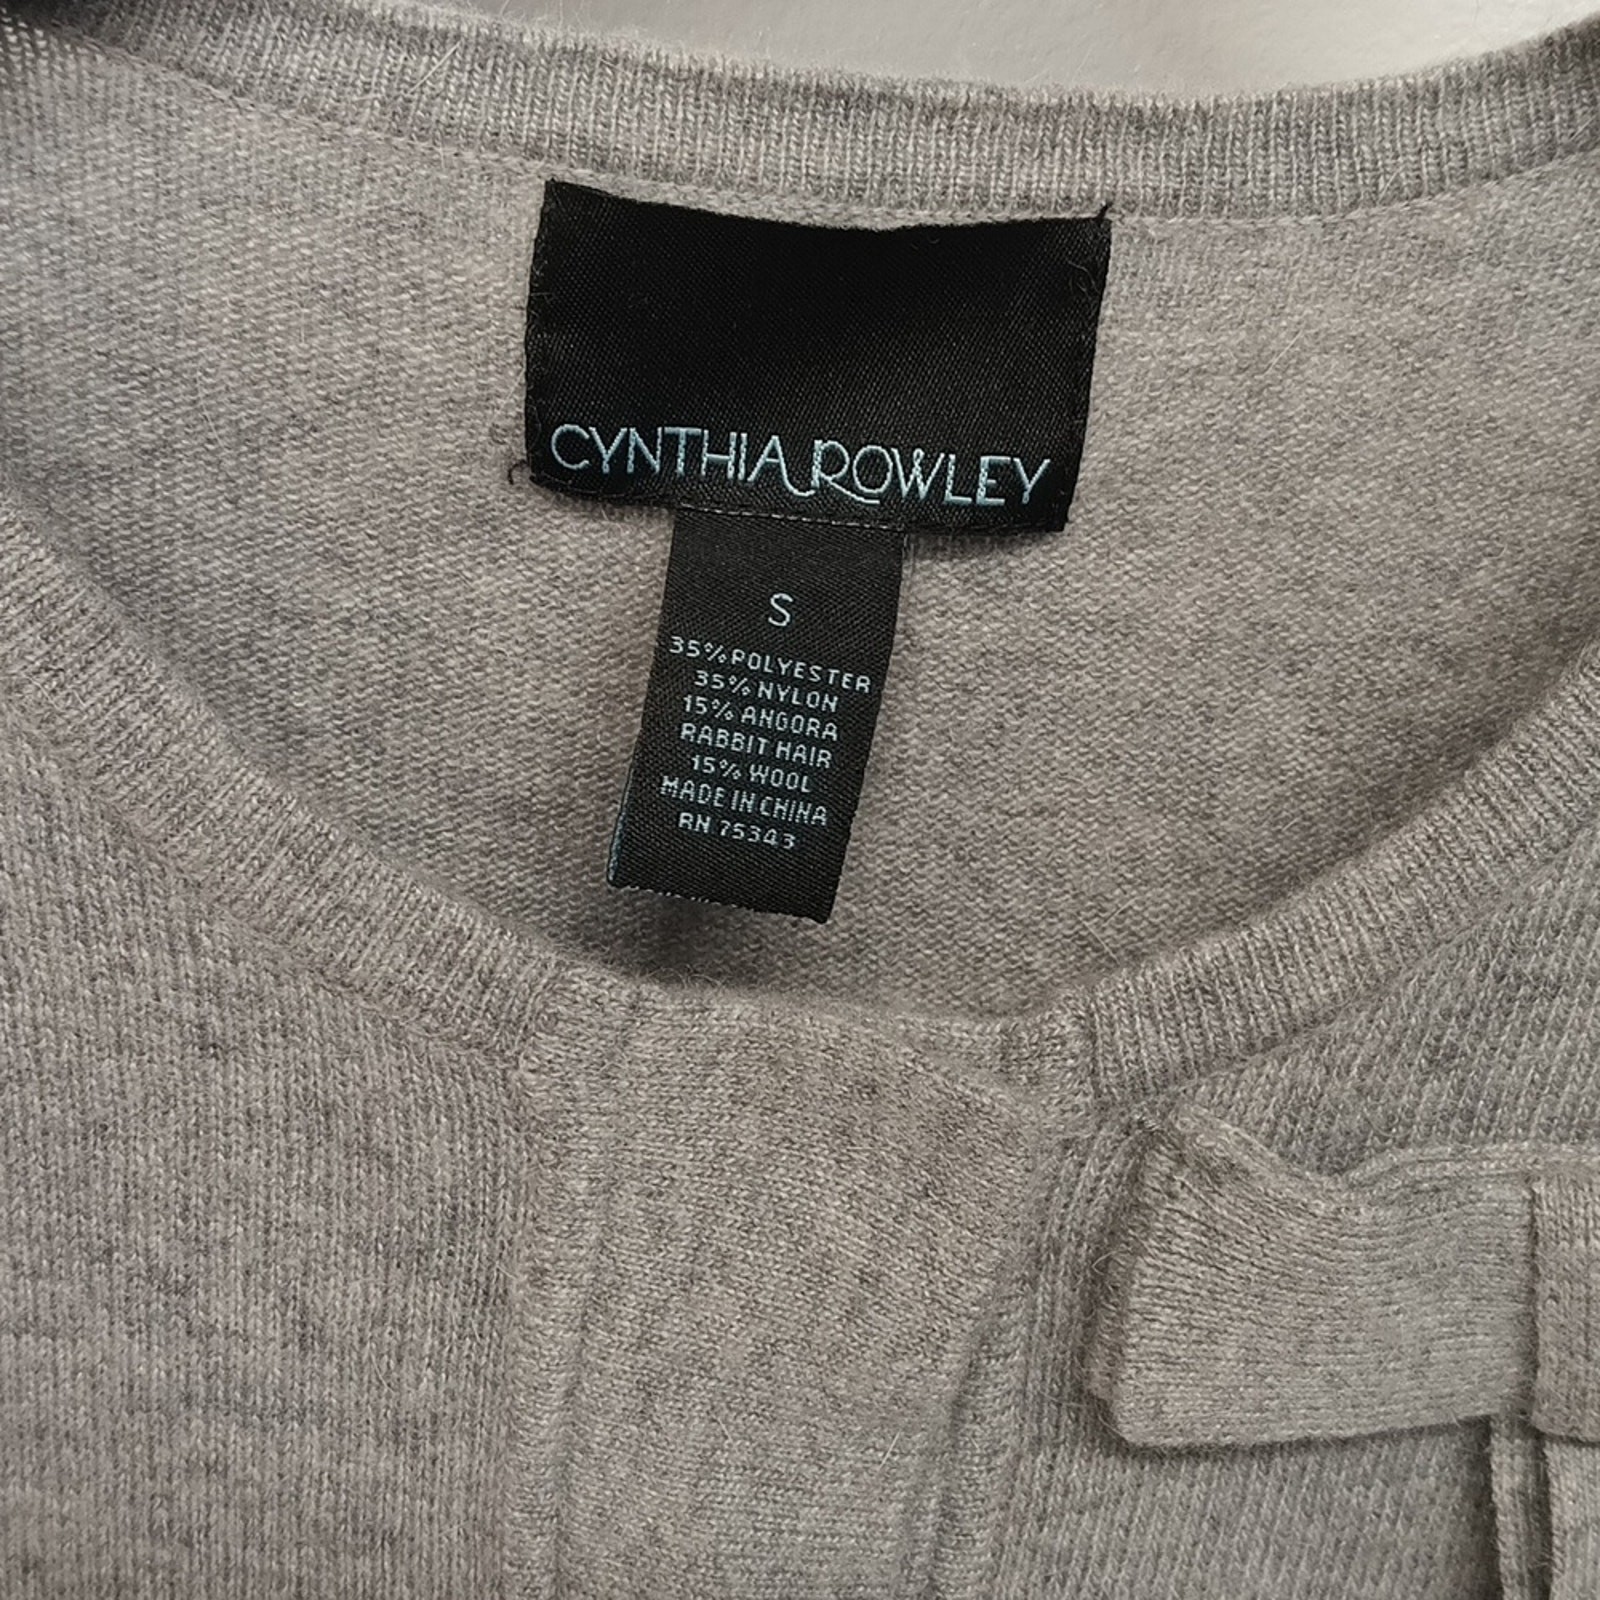 CYNTHIA ROWLEY
S
35% POLYESTER
35% NYLON
15% ANGORA
RABBIT HAIR
15% WOOL
MADE IN CHINA
RN 75343